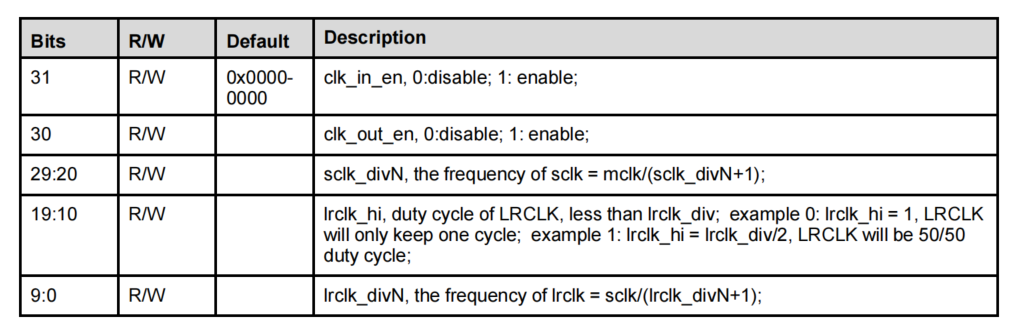 Bits R/W Default Description
31 R/W 0x0000-
0000 clk_in_en, 0:disable; 1: enable;
30 R/W clk_out_en, 0:disable; 1: enable;
29:20 R/W sclk_divN, the frequency of sclk = mclk/(sclk_divN+1);
19:10 R/W lrclk_hi, duty cycle of LRCLK, less than lrclk_div; example 0: lrclk_hi = 1, LRCLK
will only keep one cycle; example 1: lrclk_hi = lrclk_div/2, LRCLK will be 50/50
duty cycle;
9:0 R/W lrclk_divN, the frequency of lrclk = sclk/(lrclk_divN+1);